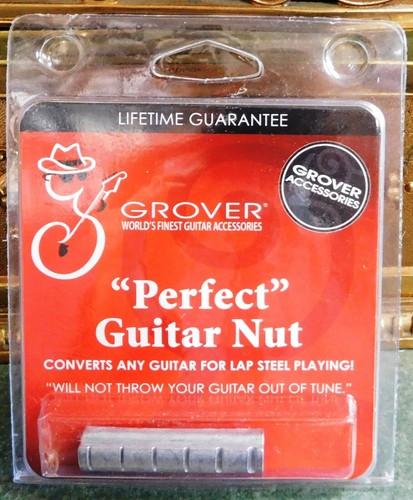 LIFETIME GUARANTEE
GROVER
ACCESSORIES
GROVER®
WORLD'S FINEST GUITAR ACCESSORIES
"Perfect"
Guitar Nut
CONVERTS ANY GUITAR FOR LAP STEEL PLAYING!
"WILL NOT THROW YOUR GUITAR OUT OF TUNE."